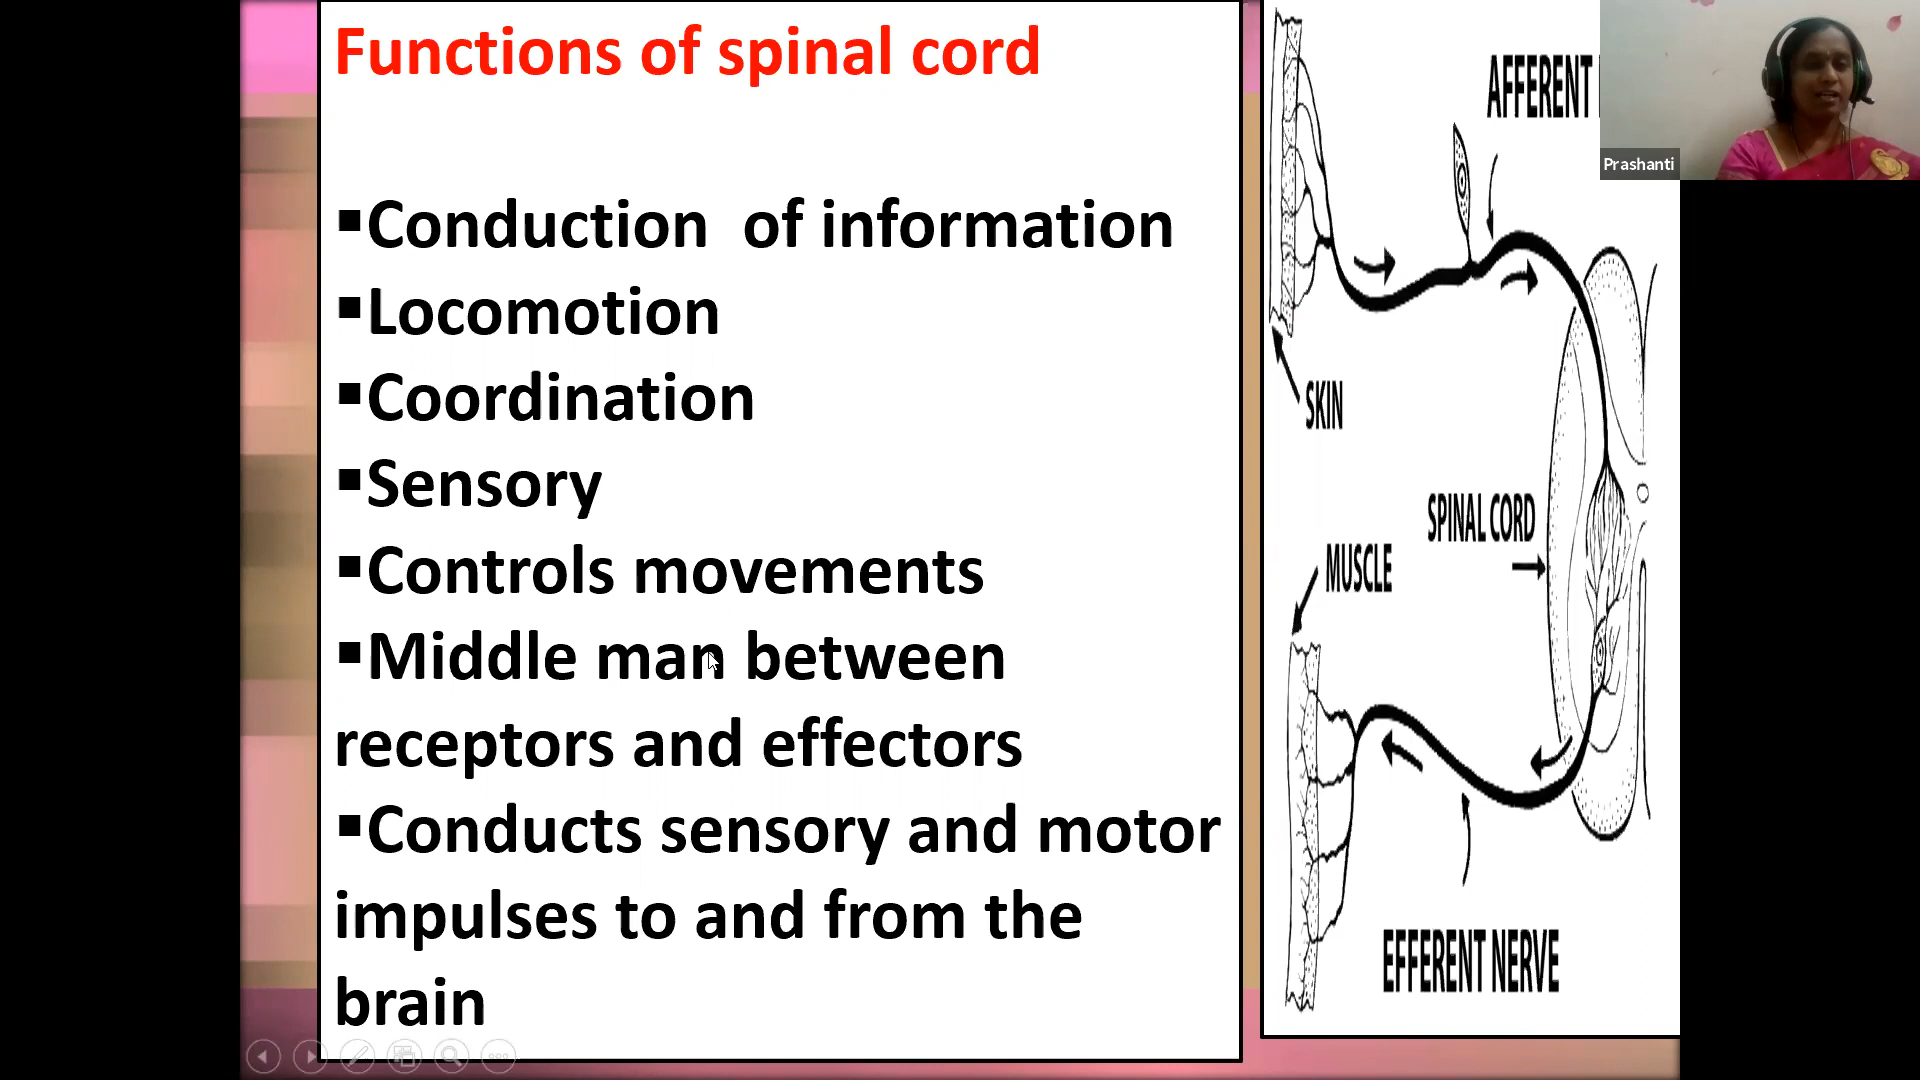 Functions of spinal cord
▪Conduction of information
▪Locomotion
▪Coordination
▪Sensory
▪Controls movements
▪Middle man between
receptors and effectors
▪Conducts sensory and motor
impulses to and from the
brain
AFFERENT
Prashanti
SKIN
SPINAL CORD
MUSCLE
EFFERENT NERVE